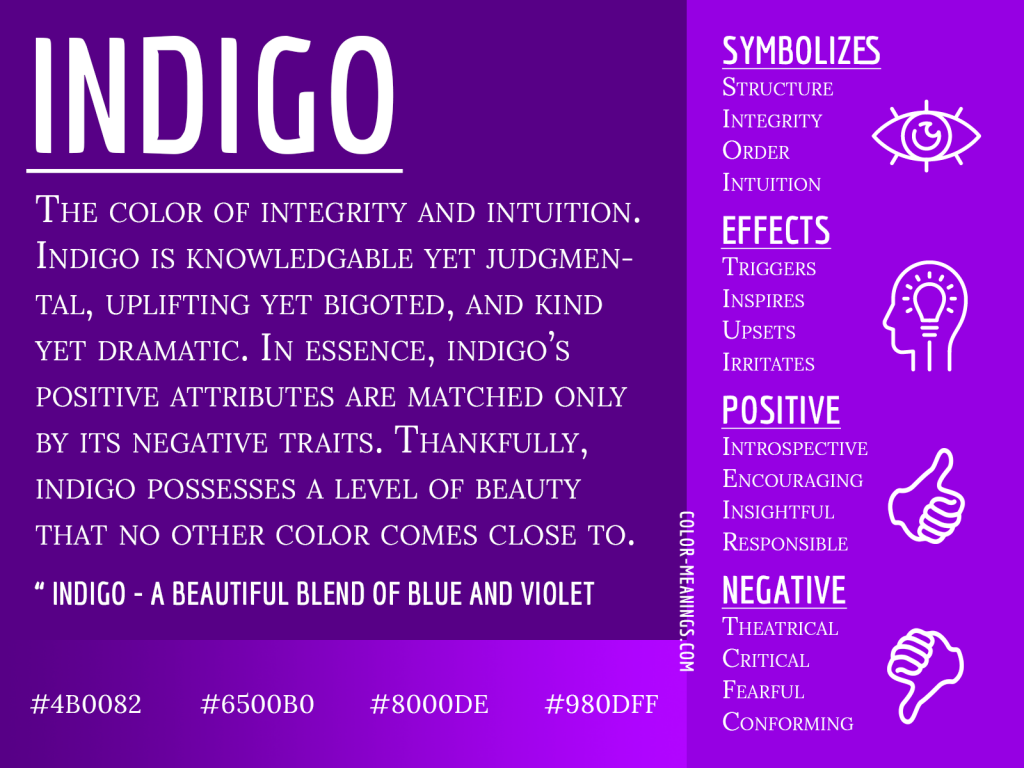 INDIGO
The color of integrity and intuition.
Indigo is knowledgable yet judgmen-
tal, uplifting yet bigoted, and kind
yet dramatic. In essence, indigo's
positive attributes are matched only
by its negative traits. Thankfully,
indigo possesses a level of beauty
that no other color comes close to.
“ INDIGO - A BEAUTIFUL BLEND OF BLUE AND VIOLET
#4B0082 #6500B0 #8000DE #980DFF
COLOR-MEANINGS.COM
SYMBOLIZES
Structure
Integrity
Order
Intuition
EFFECTS
Triggers
Inspires
Upsets
Irritates
POSITIVE
Introspective
Encouraging
Insightful
Responsible
NEGATIVE
Theatrical
Critical
Fearful
Conforming